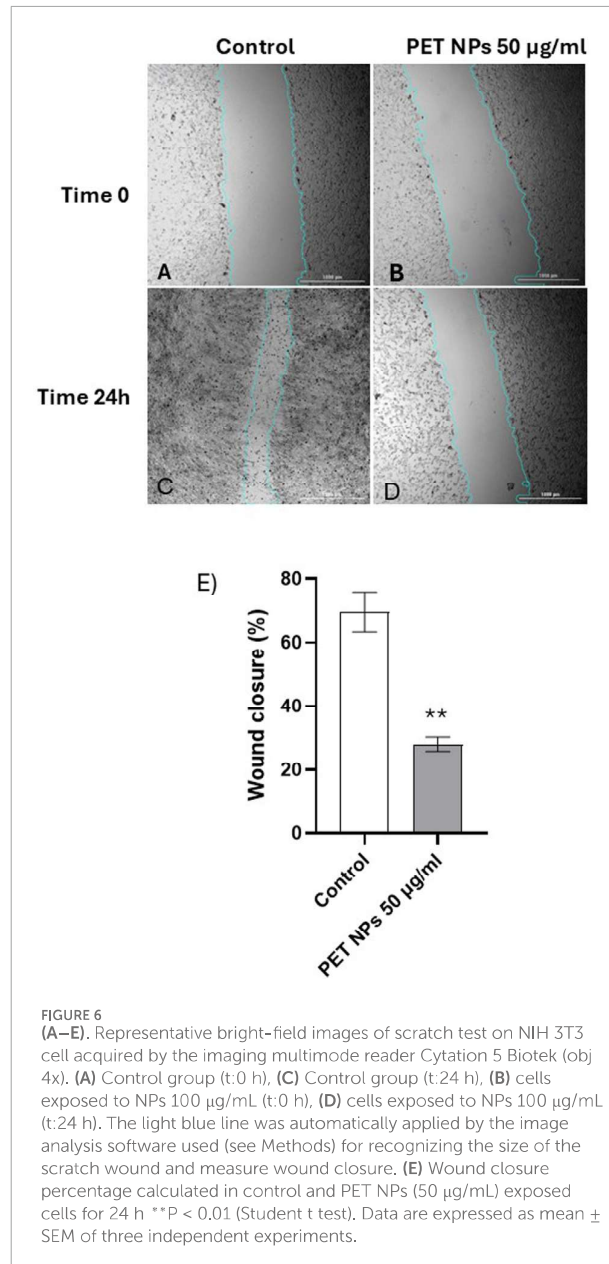 Control
PET NPs 50 µg/ml
Time 0
A
B
1000 µm
Time 24h
C
D
1000 µm
E)
Wound closure (%)
80
60
40
20
0
**
Control
PET NPs 50 µg/ml
FIGURE 6
(A–E). Representative bright-field images of scratch test on NIH 3T3
cell acquired by the imaging multimode reader Cytation 5 Biotek (obj
4x). (A) Control group (t:0 h), (C) Control group (t:24 h), (B) cells
exposed to NPs 100 µg/mL (t:0 h), (D) cells exposed to NPs 100 µg/mL
(t:24 h). The light blue line was automatically applied by the image
analysis software used (see Methods) for recognizing the size of the
scratch wound and measure wound closure. (E) Wound closure
percentage calculated in control and PET NPs (50 µg/mL) exposed
cells for 24 h **P < 0.01 (Student t test). Data are expressed as mean ±
SEM of three independent experiments.